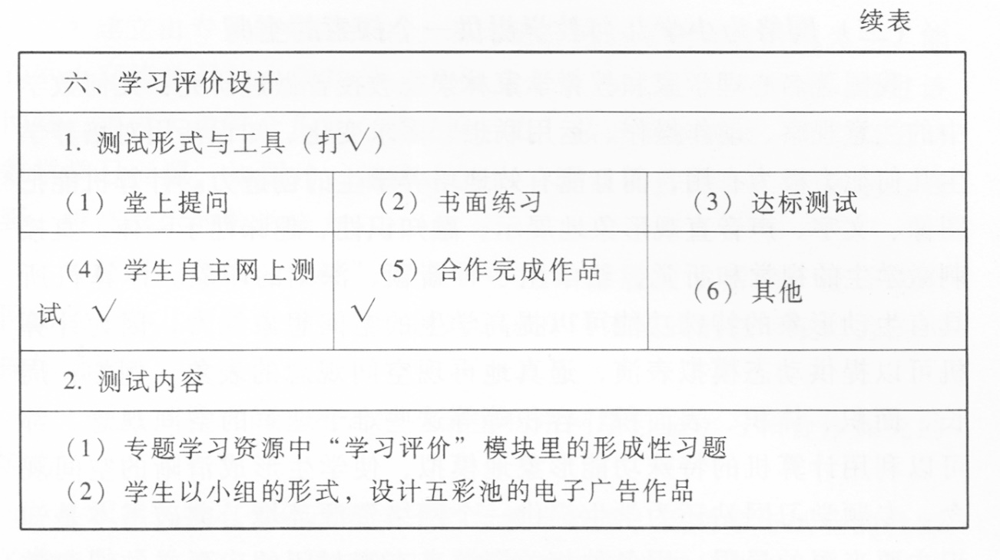 续表
六、学习评价设计
1. 测试形式与工具（打√）
（1）堂上提问
（2）书面练习
（3）达标测试
（4）学生自主网上测
试 √
（5）合作完成作品
√
（6）其他
2. 测试内容
（1）专题学习资源中“学习评价”模块里的形成性习题
（2）学生以小组的形式，设计五彩池的电子广告作品